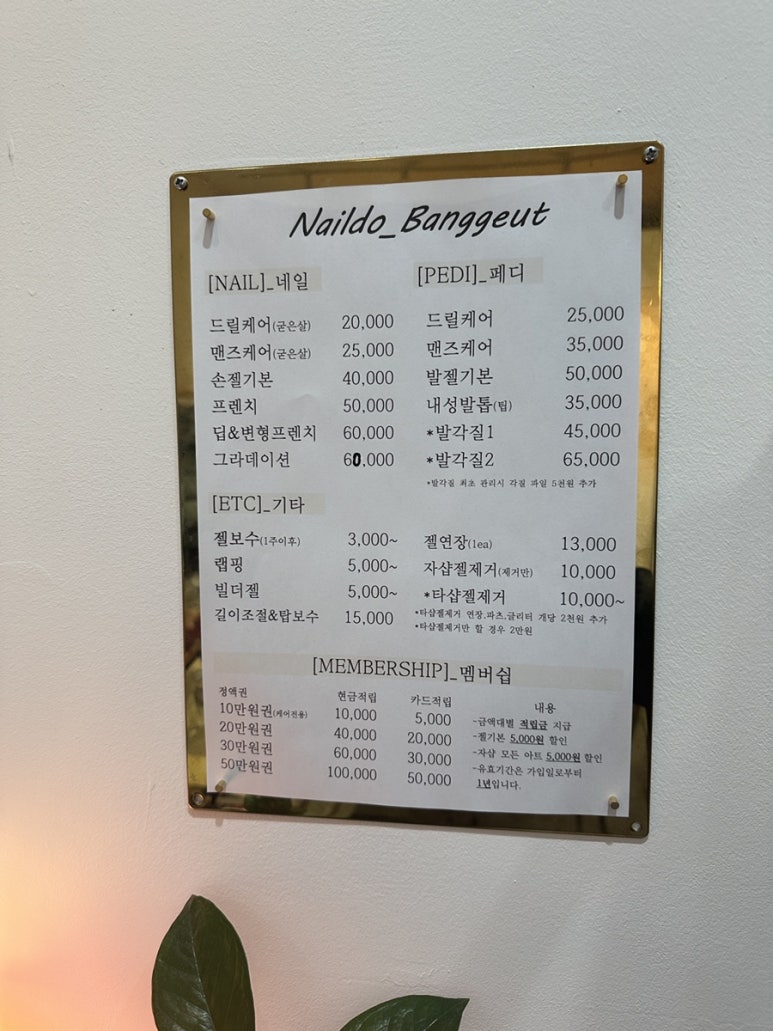 Naildo_Banggeut
[NAIL]_네일
드릴케어(굳은살) 20,000
맨즈케어(굳은살) 25,000
손젤기본 40,000
프렌치 50,000
딥&변형프렌치 60,000
그라데이션 60.000
[PEDI]_페디
드릴케어 25,000
맨즈케어 35,000
발젤기본 50,000
내성발톱(팁) 35,000
*발각질1 45,000
*발각질2 65,000
*발각질 최초 관리시 각질 파일 5천원 추가
[ETC]_기타
젤보수(1주이후) 3,000~
랩핑 5,000~
빌더젤 5,000~
길이조절&탑보수 15,000
젤연장(1ea) 13,000
자샵젤제거(제거만) 10,000
*타샵젤제거 10,000~
*타샵젤제거 연장,파츠,글리터 개당 2천원 추가
*타샵젤제거만 할 경우 2만원
[MEMBERSHIP]_멤버쉽
정액권 현금적립 카드적립
10만원권(케어전용) 10,000 5,000
20만원권 40,000 20,000
30만원권 60,000 30,000
50만원권 100,000 50,000
내용
-금액대별 적립금 지급
-젤기본 5,000원 할인
-자샵 모든 아트 5,000원 할인
-유효기간은 가입일로부터
1년입니다.